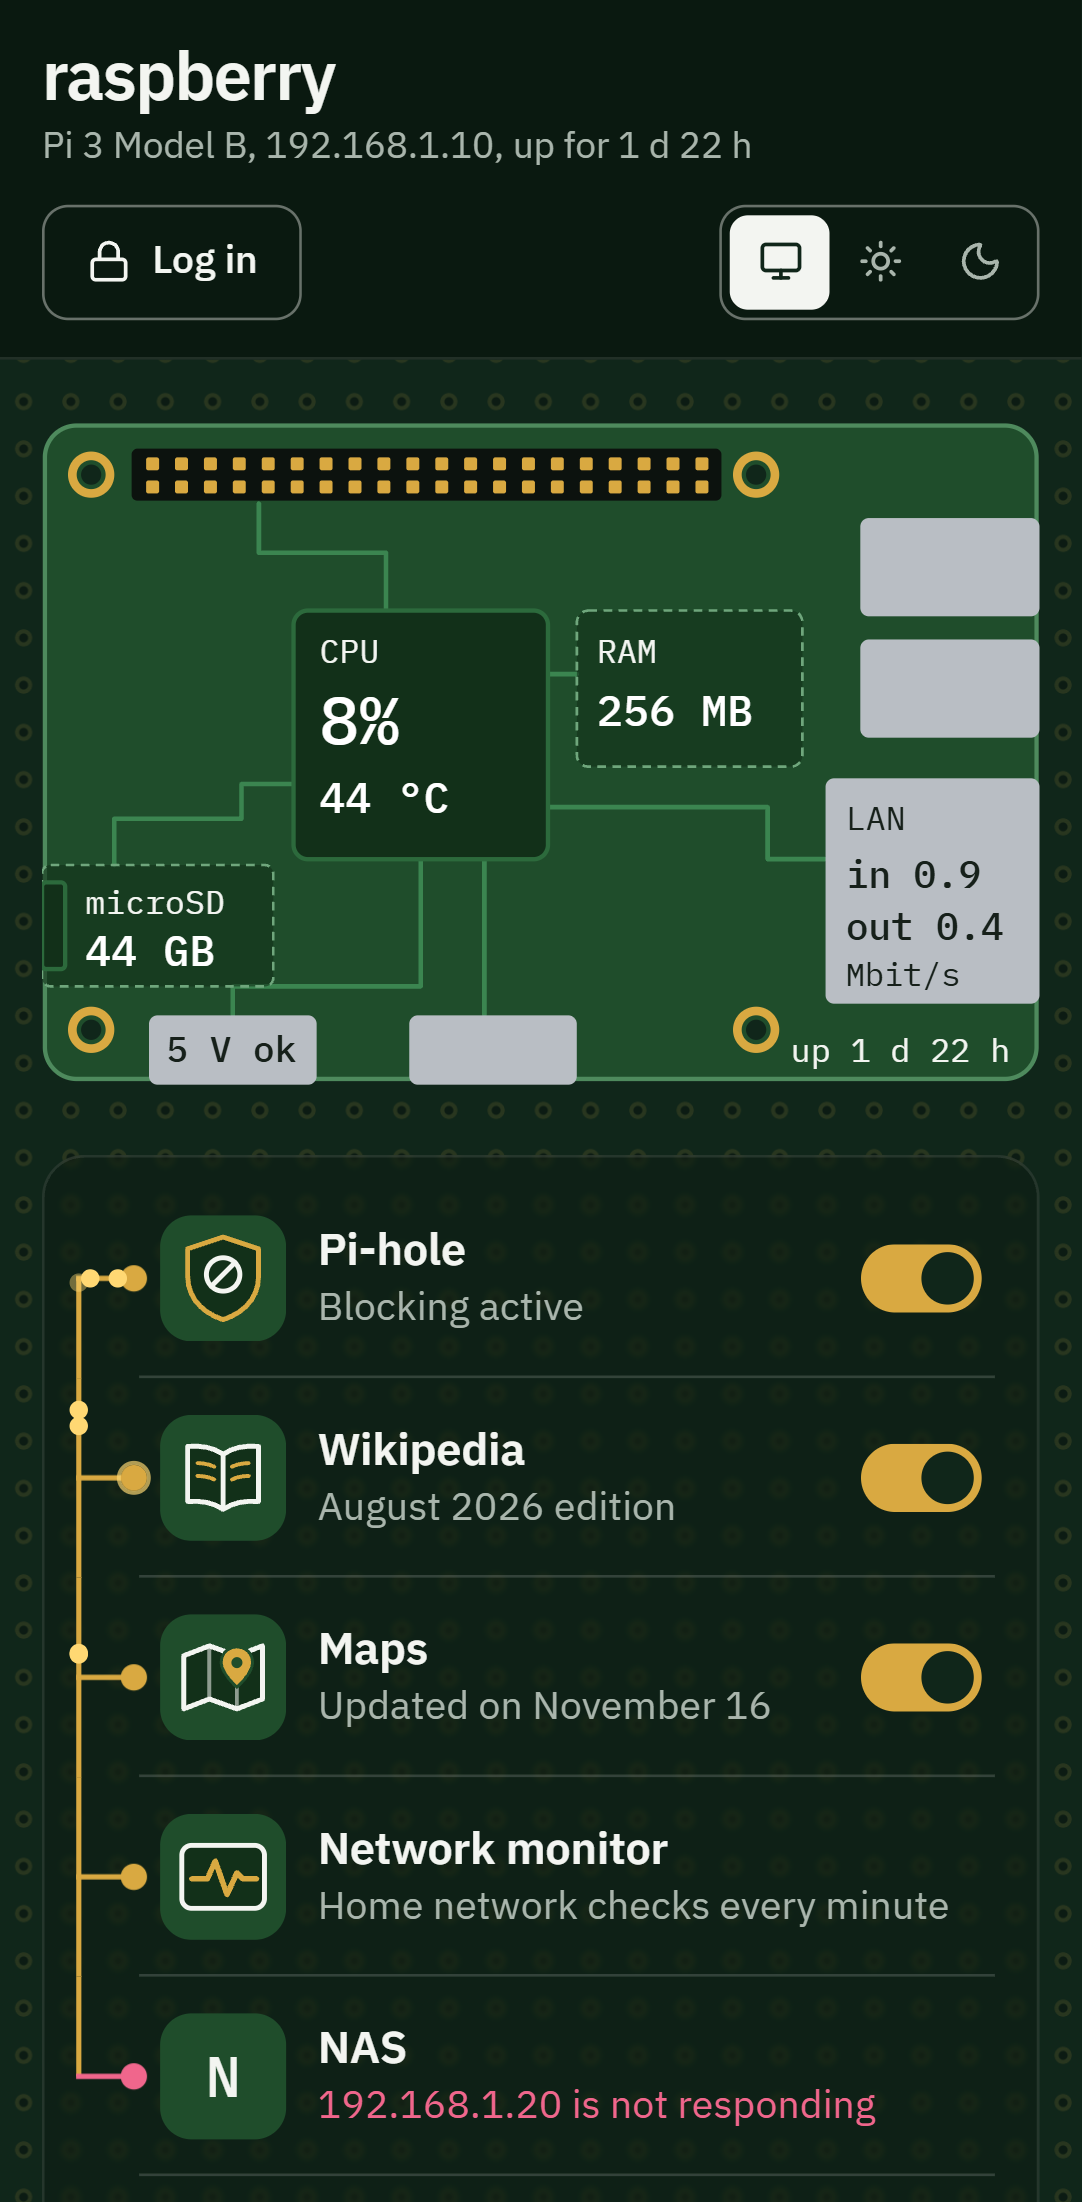 raspberry
Pi 3 Model B, 192.168.1.10, up for 1 d 22 h
Log in
CPU
8%
44 °C
RAM
256 MB
LAN
in 0.9
out 0.4
Mbit/s
microSD
44 GB
5 V ok
up 1 d 22 h
Pi-hole
Blocking active
Wikipedia
August 2026 edition
Maps
Updated on November 16
Network monitor
Home network checks every minute
N
NAS
192.168.1.20 is not responding